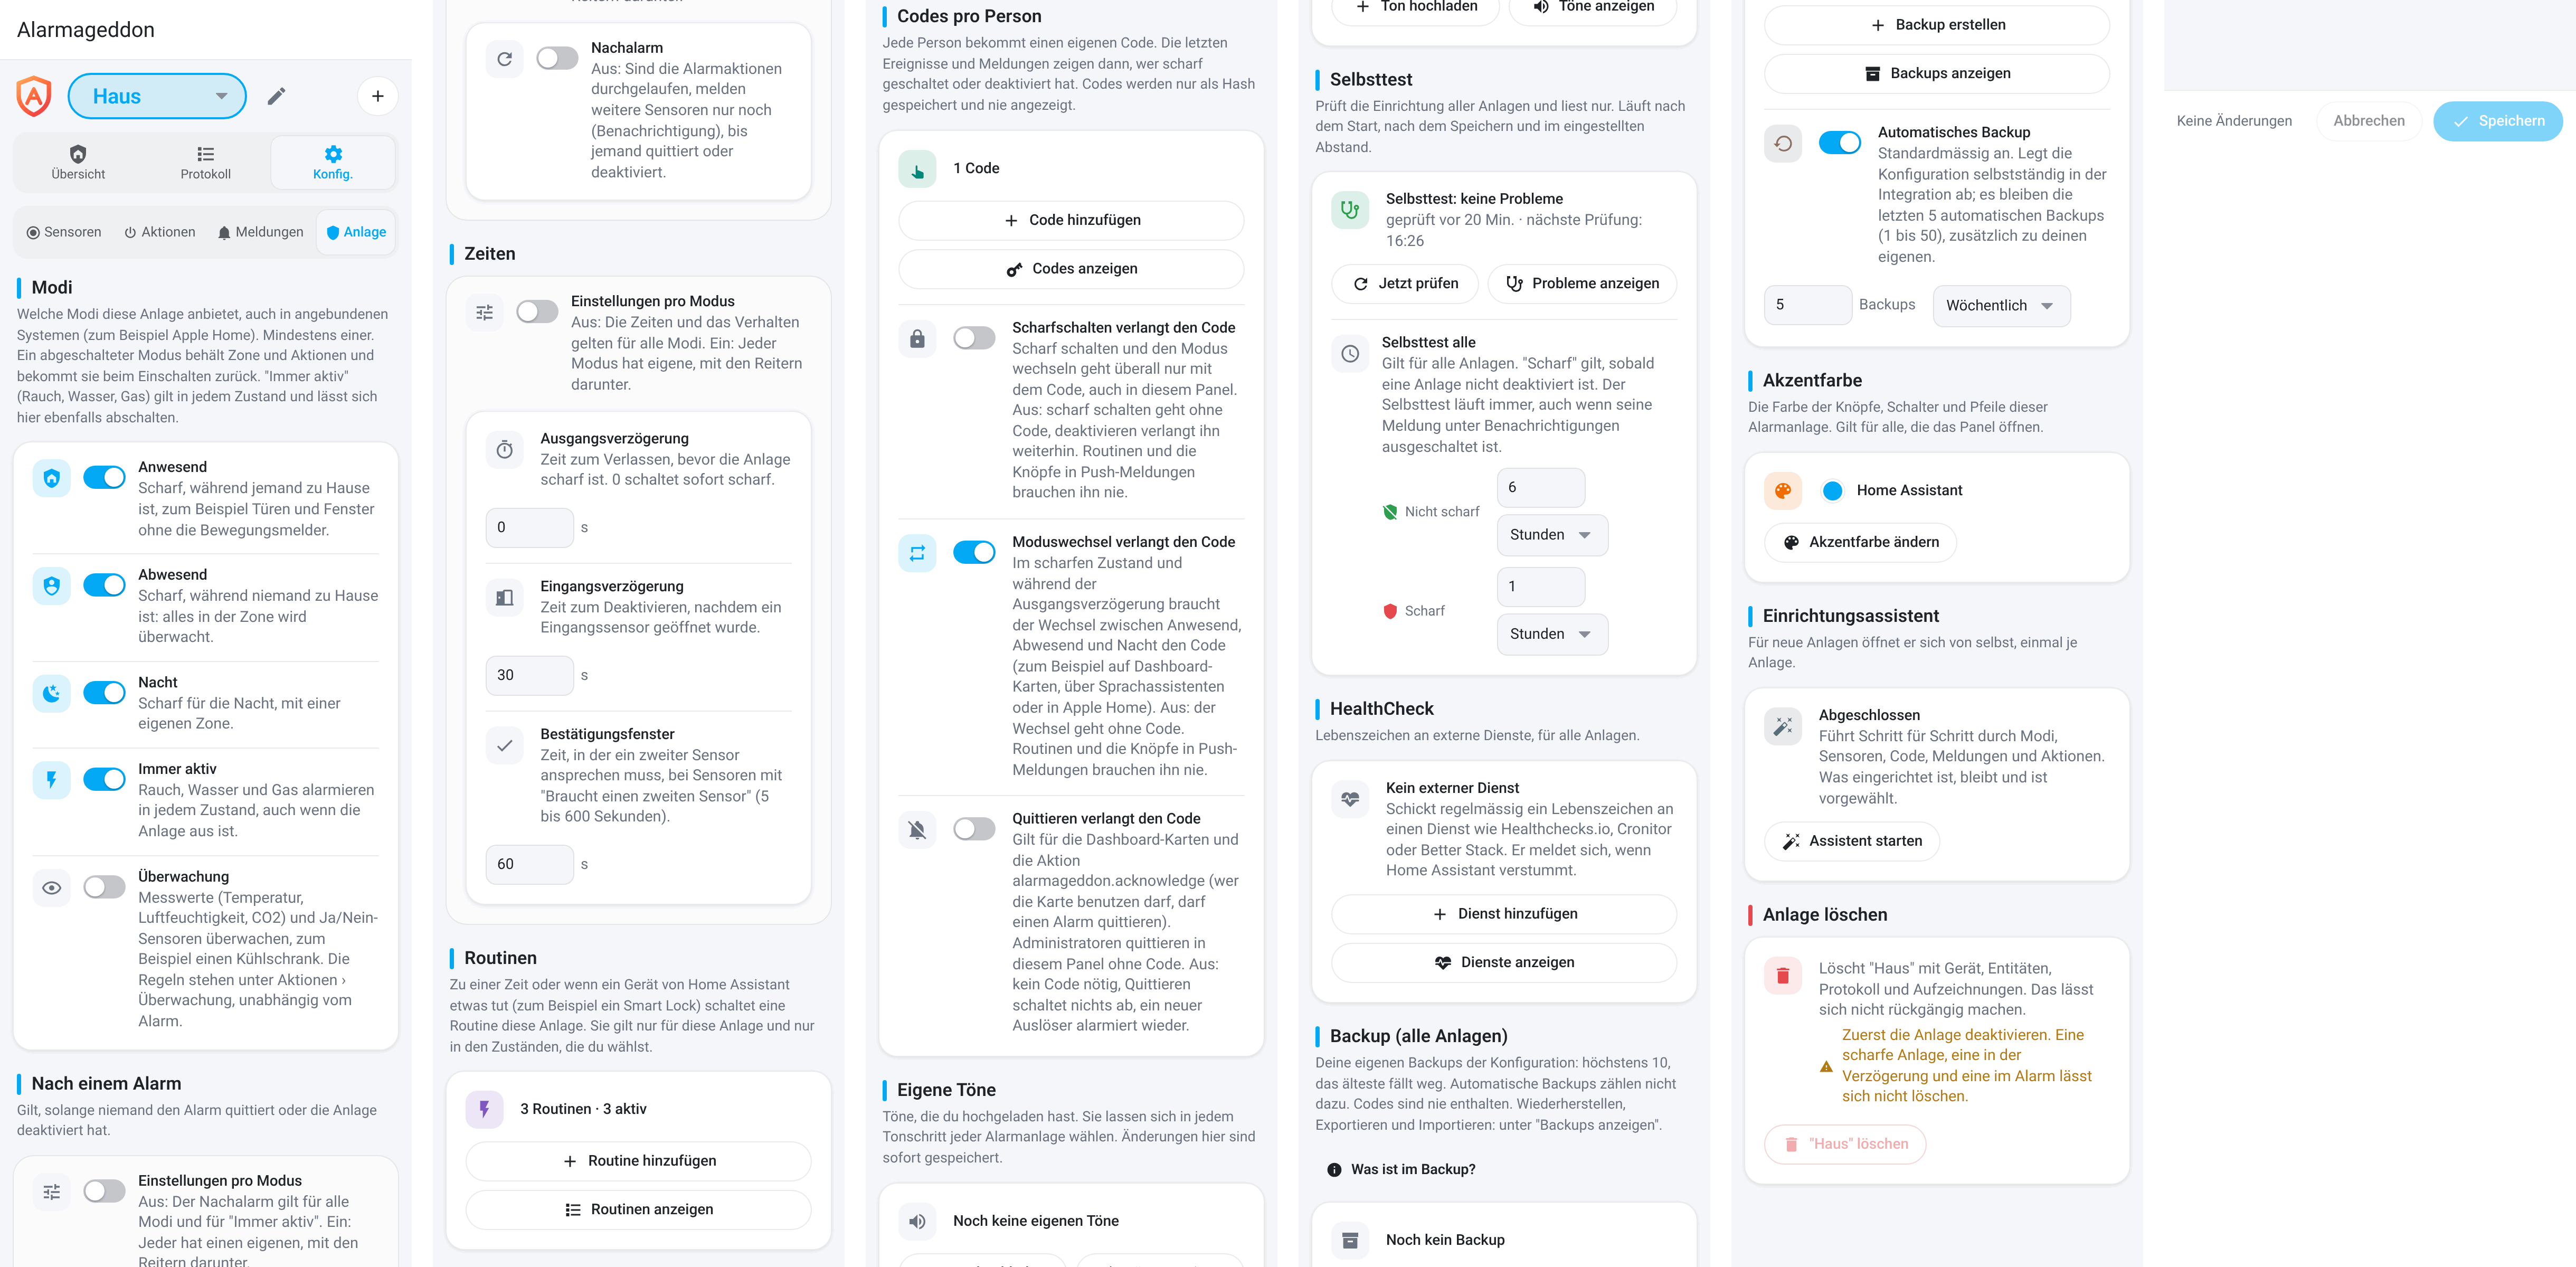 Alarmageddon
Haus
Übersicht
Protokoll
Konfig.
Sensoren
Aktionen
Meldungen
Anlage
Modi
Welche Modi diese Anlage anbietet, auch in angebundenen
Systemen (zum Beispiel Apple Home). Mindestens einer.
Ein abgeschalteter Modus behält Zone und Aktionen und
bekommt sie beim Einschalten zurück. "Immer aktiv"
(Rauch, Wasser, Gas) gilt in jedem Zustand und lässt sich
hier ebenfalls abschalten.
Anwesend
Scharf, während jemand zu Hause
ist, zum Beispiel Türen und Fenster
ohne die Bewegungsmelder.
Abwesend
Scharf, während niemand zu Hause
ist: alles in der Zone wird
überwacht.
Nacht
Scharf für die Nacht, mit einer
eigenen Zone.
Immer aktiv
Rauch, Wasser und Gas alarmieren
in jedem Zustand, auch wenn die
Anlage aus ist.
Überwachung
Messwerte (Temperatur,
Luftfeuchtigkeit, CO2) und Ja/Nein-
Sensoren überwachen, zum
Beispiel einen Kühlschrank. Die
Regeln stehen unter Aktionen ›
Überwachung, unabhängig vom
Alarm.
Nach einem Alarm
Gilt, solange niemand den Alarm quittiert oder die Anlage
deaktiviert hat.
Einstellungen pro Modus
Aus: Der Nachalarm gilt für alle
Modi und für "Immer aktiv". Ein:
Jeder hat einen eigenen, mit den
Reitern darunter.
Nachalarm
Aus: Sind die Alarmaktionen
durchgelaufen, melden
weitere Sensoren nur noch
(Benachrichtigung), bis
jemand quittiert oder
deaktiviert.
Zeiten
Einstellungen pro Modus
Aus: Die Zeiten und das Verhalten
gelten für alle Modi. Ein: Jeder
Modus hat eigene, mit den Reitern
darunter.
Ausgangsverzögerung
Zeit zum Verlassen, bevor die Anlage
scharf ist. 0 schaltet sofort scharf.
0 s
Eingangsverzögerung
Zeit zum Deaktivieren, nachdem ein
Eingangssensor geöffnet wurde.
30 s
Bestätigungsfenster
Zeit, in der ein zweiter Sensor
ansprechen muss, bei Sensoren mit
"Braucht einen zweiten Sensor" (5
bis 600 Sekunden).
60 s
Routinen
Zu einer Zeit oder wenn ein Gerät von Home Assistant
etwas tut (zum Beispiel ein Smart Lock) schaltet eine
Routine diese Anlage. Sie gilt nur für diese Anlage und nur
in den Zuständen, die du wählst.
3 Routinen · 3 aktiv
Routine hinzufügen
Routinen anzeigen
Codes pro Person
Jede Person bekommt einen eigenen Code. Die letzten
Ereignisse und Meldungen zeigen dann, wer scharf
geschaltet oder deaktiviert hat. Codes werden nur als Hash
gespeichert und nie angezeigt.
1 Code
Code hinzufügen
Codes anzeigen
Scharfschalten verlangt den Code
Scharf schalten und den Modus
wechseln geht überall nur mit
dem Code, auch in diesem Panel.
Aus: scharf schalten geht ohne
Code, deaktivieren verlangt ihn
weiterhin. Routinen und die
Knöpfe in Push-Meldungen
brauchen ihn nie.
Moduswechsel verlangt den Code
Im scharfen Zustand und
während der
Ausgangsverzögerung braucht
der Wechsel zwischen Anwesend,
Abwesend und Nacht den Code
(zum Beispiel auf Dashboard-
Karten, über Sprachassistenten
oder in Apple Home). Aus: der
Wechsel geht ohne Code.
Routinen und die Knöpfe in Push-
Meldungen brauchen ihn nie.
Quittieren verlangt den Code
Gilt für die Dashboard-Karten und
die Aktion
alarmageddon.acknowledge (wer
die Karte benutzen darf, darf
einen Alarm quittieren).
Administratoren quittieren in
diesem Panel ohne Code. Aus:
kein Code nötig, Quittieren
schaltet nichts ab, ein neuer
Auslöser alarmiert wieder.
Eigene Töne
Töne, die du hochgeladen hast. Sie lassen sich in jedem
Tonschritt jeder Alarmanlage wählen. Änderungen hier sind
sofort gespeichert.
Noch keine eigenen Töne
Ton hochladen
Töne anzeigen
Selbsttest
Prüft die Einrichtung aller Anlagen und liest nur. Läuft nach
dem Start, nach dem Speichern und im eingestellten
Abstand.
Selbsttest: keine Probleme
geprüft vor 20 Min. · nächste Prüfung:
16:26
Jetzt prüfen
Probleme anzeigen
Selbsttest alle
Gilt für alle Anlagen. "Scharf" gilt, sobald
eine Anlage nicht deaktiviert ist. Der
Selbsttest läuft immer, auch wenn seine
Meldung unter Benachrichtigungen
ausgeschaltet ist.
Nicht scharf
6
Stunden
Scharf
1
Stunden
HealthCheck
Lebenszeichen an externe Dienste, für alle Anlagen.
Kein externer Dienst
Schickt regelmässig ein Lebenszeichen an
einen Dienst wie Healthchecks.io, Cronitor
oder Better Stack. Er meldet sich, wenn
Home Assistant verstummt.
Dienst hinzufügen
Dienste anzeigen
Backup (alle Anlagen)
Deine eigenen Backups der Konfiguration: höchstens 10,
das älteste fällt weg. Automatische Backups zählen nicht
dazu. Codes sind nie enthalten. Wiederherstellen,
Exportieren und Importieren: unter "Backups anzeigen".
Was ist im Backup?
Noch kein Backup
Backup erstellen
Backups anzeigen
Automatisches Backup
Standardmässig an. Legt die
Konfiguration selbstständig in der
Integration ab; es bleiben die
letzten 5 automatischen Backups
(1 bis 50), zusätzlich zu deinen
eigenen.
5 Backups
Wöchentlich
Akzentfarbe
Die Farbe der Knöpfe, Schalter und Pfeile dieser
Alarmanlage. Gilt für alle, die das Panel öffnen.
Home Assistant
Akzentfarbe ändern
Einrichtungsassistent
Für neue Anlagen öffnet er sich von selbst, einmal je
Anlage.
Abgeschlossen
Führt Schritt für Schritt durch Modi,
Sensoren, Code, Meldungen und Aktionen.
Was eingerichtet ist, bleibt und ist
vorgewählt.
Assistent starten
Anlage löschen
Löscht "Haus" mit Gerät, Entitäten,
Protokoll und Aufzeichnungen. Das lässt
sich nicht rückgängig machen.
Zuerst die Anlage deaktivieren. Eine
scharfe Anlage, eine in der
Verzögerung und eine im Alarm lässt
sich nicht löschen.
"Haus" löschen
Keine Änderungen
Abbrechen
Speichern